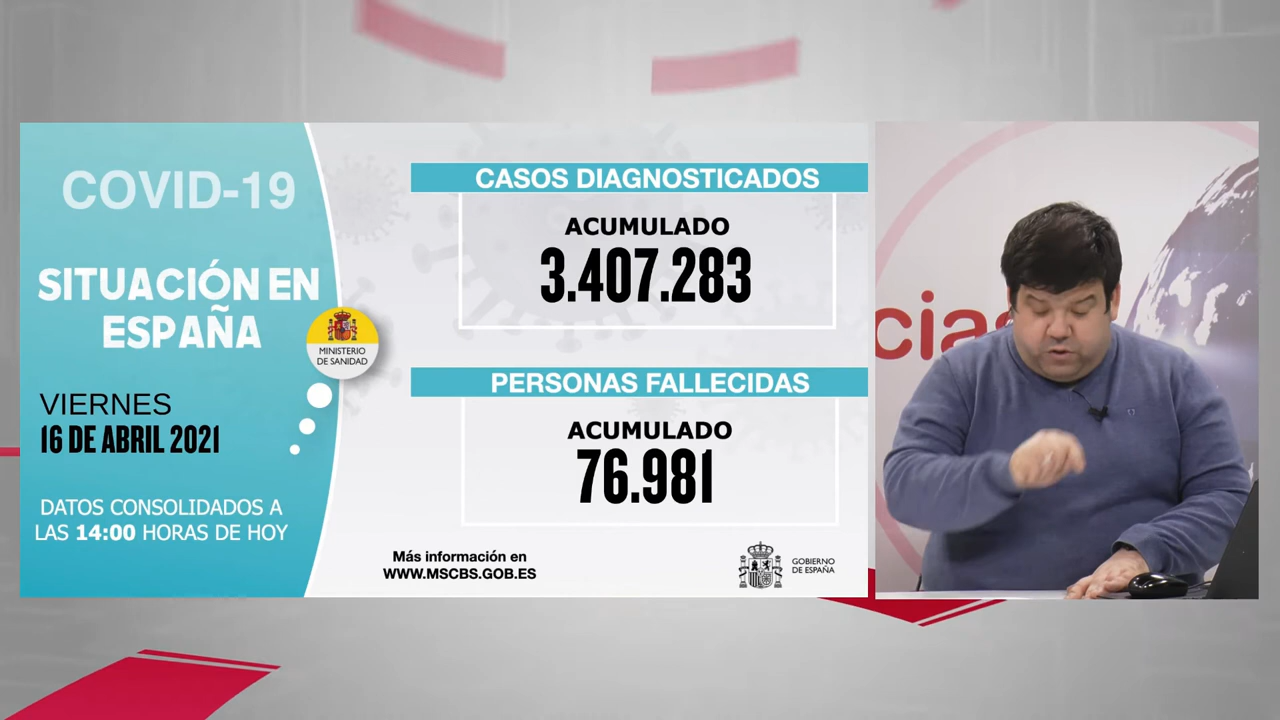 COVID-19
SITUACIÓN EN
ESPAÑA
MINISTERIO
DE SANIDAD
VIERNES
16 DE ABRIL 2021
DATOS CONSOLIDADOS A
LAS 14:00 HORAS DE HOY
CASOS DIAGNOSTICADOS
ACUMULADO
3.407.283
PERSONAS FALLECIDAS
ACUMULADO
76.981
Más información en
WWW.MSCBS.GOB.ES
GOBIERNO
DE ESPAÑA
cias